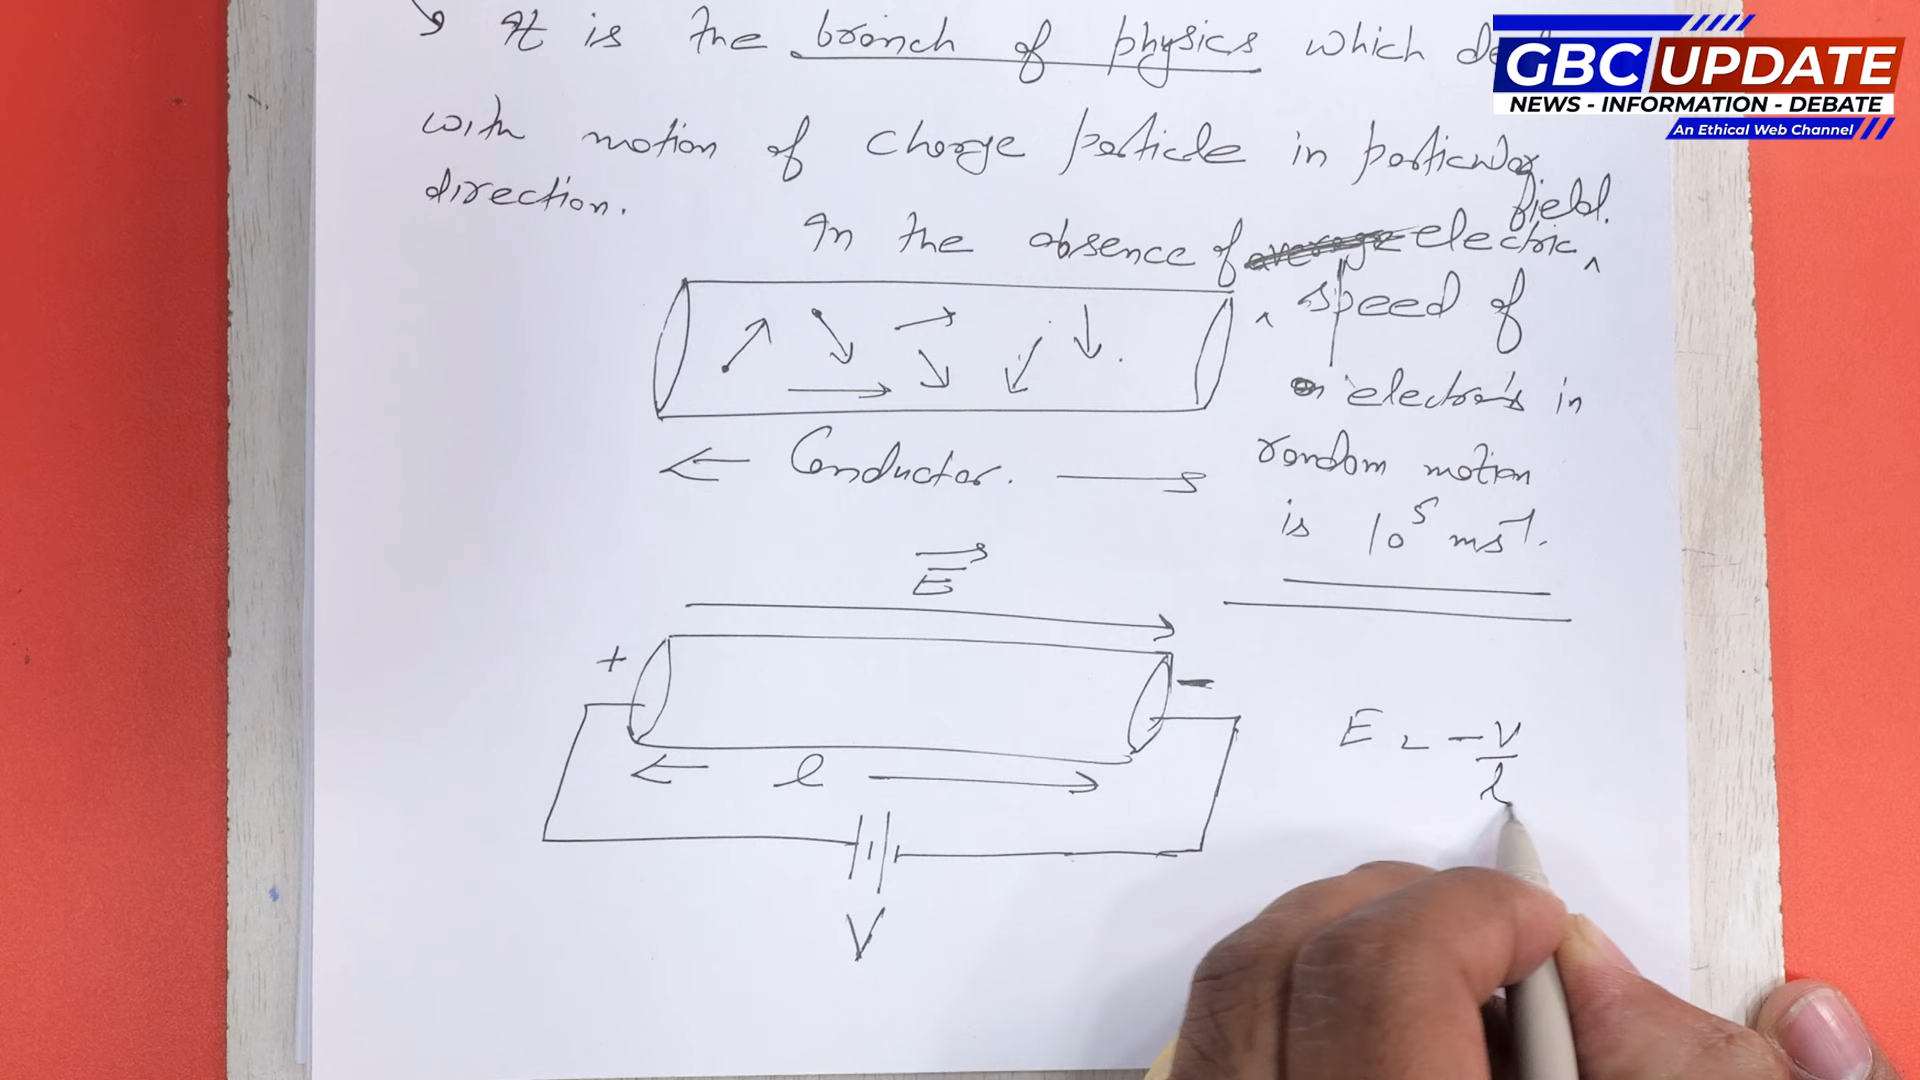 → It is the branch of physics which
GBC UPDATE
NEWS - INFORMATION - DEBATE
An Ethical Web Channel
with motion of charge particle in particular
direction.
field.
In the absence of average electric ^
^ speed of
electrons in
random motion
is 10⁵ ms⁻¹.
← Conductor. →
E
+
-
← l →
V
E = -V/l